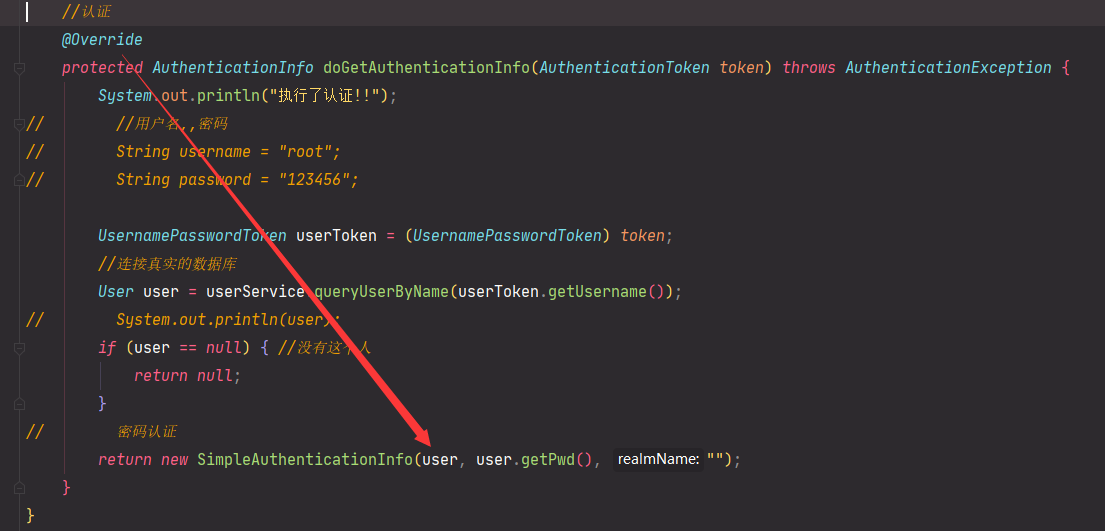 //认证
@Override
protected AuthenticationInfo doGetAuthenticationInfo(AuthenticationToken token) throws AuthenticationException {
System.out.println("执行了认证!!");
// //用户名,,密码
// String username = "root";
// String password = "123456";
UsernamePasswordToken userToken = (UsernamePasswordToken) token;
//连接真实的数据库
User user = userService.queryUserByName(userToken.getUsername());
// System.out.println(user);
if (user == null) { //没有这个人
return null;
}
// 密码认证
return new SimpleAuthenticationInfo(user, user.getPwd(), realmName: "");
}
}